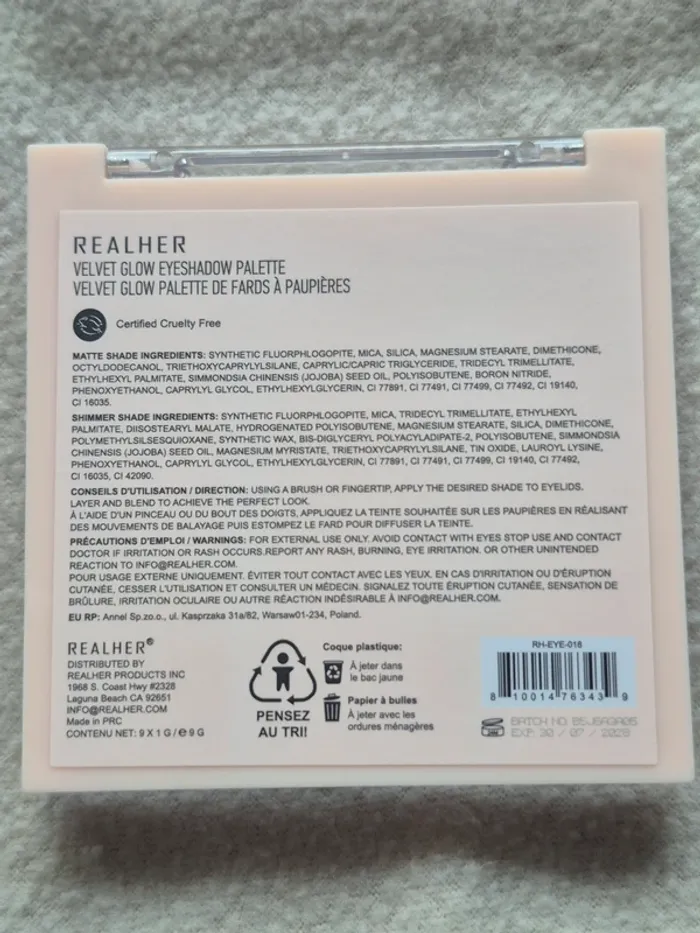 REALHER
VELVET GLOW EYESHADOW PALETTE
VELVET GLOW PALETTE DE FARDS À PAUPIÈRES
Certified Cruelty Free
MATTE SHADE INGREDIENTS: SYNTHETIC FLUORPHLOGOPITE, MICA, SILICA, MAGNESIUM STEARATE, DIMETHICONE,
OCTYLDODECANOL, TRIETHOXYCAPRYLYLSILANE, CAPRYLIC/CAPRIC TRIGLYCERIDE, TRIDECYL TRIMELLITATE,
ETHYLHEXYL PALMITATE, SIMMONDSIA CHINENSIS (JOJOBA) SEED OIL, POLYISOBUTENE, BORON NITRIDE,
PHENOXYETHANOL, CAPRYLYL GLYCOL, ETHYLHEXYLGLYCERIN, CI 77891, CI 77491, CI 77499, CI 77492, CI 19140,
CI 16035.
SHIMMER SHADE INGREDIENTS: SYNTHETIC FLUORPHLOGOPITE, MICA, TRIDECYL TRIMELLITATE, ETHYLHEXYL
PALMITATE, DIISOSTEARYL MALATE, HYDROGENATED POLYISOBUTENE, MAGNESIUM STEARATE, SILICA, DIMETHICONE,
POLYMETHYLSILSESQUIOXANE, SYNTHETIC WAX, BIS-DIGLYCERYL POLYACYLADIPATE-2, POLYISOBUTENE, SIMMONDSIA
CHINENSIS (JOJOBA) SEED OIL, MAGNESIUM MYRISTATE, TRIETHOXYCAPRYLYLSILANE, TIN OXIDE, LAUROYL LYSINE,
PHENOXYETHANOL, CAPRYLYL GLYCOL, ETHYLHEXYLGLYCERIN, CI 77891, CI 77491, CI 77499, CI 19140, CI 77492,
CI 16035, CI 42090.
CONSEILS D'UTILISATION / DIRECTION: USING A BRUSH OR FINGERTIP, APPLY THE DESIRED SHADE TO EYELIDS.
LAYER AND BLEND TO ACHIEVE THE PERFECT LOOK.
À L'AIDE D'UN PINCEAU OU DU BOUT DES DOIGTS, APPLIQUEZ LA TEINTE SOUHAITÉE SUR LES PAUPIÈRES EN RÉALISANT
DES MOUVEMENTS DE BALAYAGE PUIS ESTOMPEZ LE FARD POUR DIFFUSER LA TEINTE.
PRÉCAUTIONS D'EMPLOI / WARNINGS: FOR EXTERNAL USE ONLY. AVOID CONTACT WITH EYES STOP USE AND CONTACT
DOCTOR IF IRRITATION OR RASH OCCURS.REPORT ANY RASH, BURNING, EYE IRRITATION. OR OTHER UNINTENDED
REACTION TO INFO@REALHER.COM.
POUR USAGE EXTERNE UNIQUEMENT. ÉVITER TOUT CONTACT AVEC LES YEUX. EN CAS D'IRRITATION OU D'ÉRUPTION
CUTANÉE, CESSER L'UTILISATION ET CONSULTER UN MÉDECIN. SIGNALEZ TOUTE ÉRUPTION CUTANÉE, SENSATION DE
BRÛLURE, IRRITATION OCULAIRE OU AUTRE RÉACTION INDÉSIRABLE À INFO@REALHER.COM.
EU RP: Annel Sp.zo.o., ul. Kasprzaka 31a/82, Warsaw01-234, Poland.
REALHER®
DISTRIBUTED BY
REALHER PRODUCTS INC
1968 S. Coast Hwy #2328
Laguna Beach CA 92651
INFO@REALHER.COM
Made in PRC
CONTENU NET: 9 X 1 G/℮ 9 G
PENSEZ
AU TRI!
Coque plastique:
À jeter dans
le bac jaune
Papier à bulles
À jeter avec les
ordures ménagères
RH-EYE-018
8 10014 76343 9
BATCH NO.
EXP: 30 / 07 / 2028